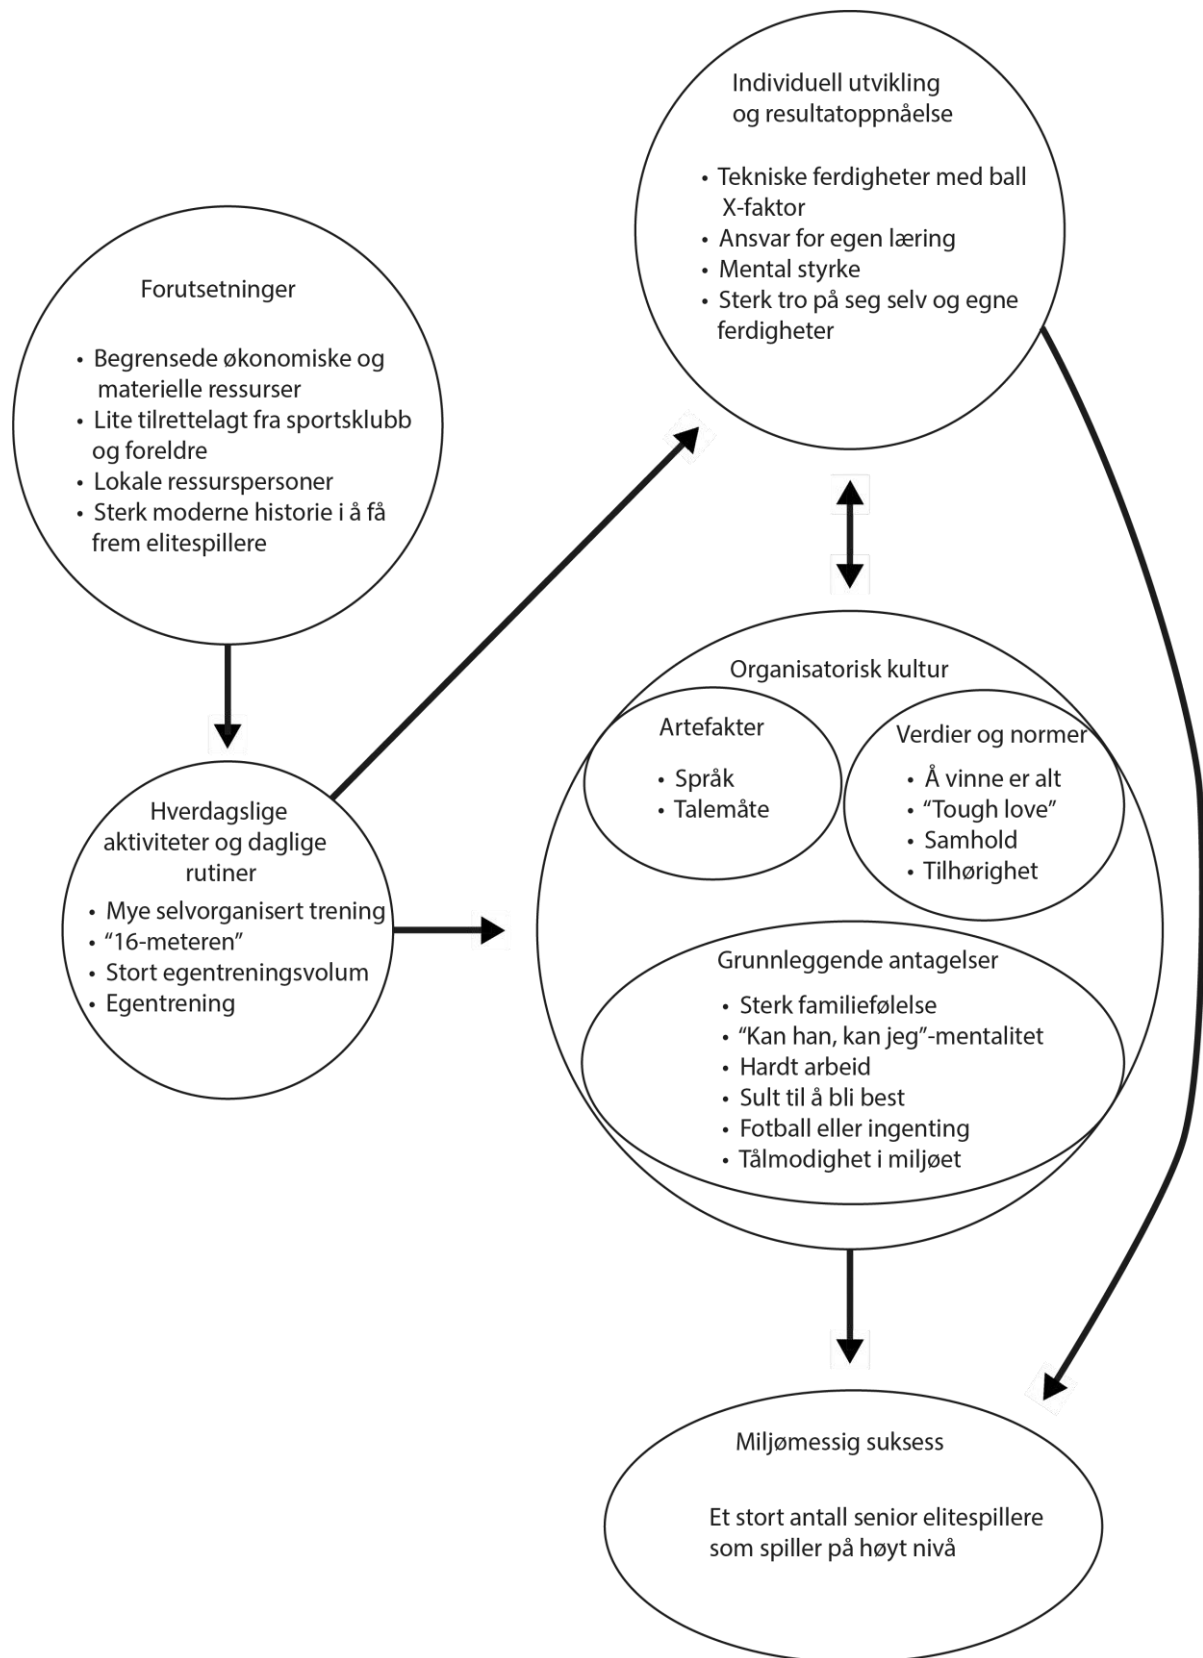 Individuell utvikling
og resultatoppnåelse
• Tekniske ferdigheter med ball
X-faktor
• Ansvar for egen læring
• Mental styrke
• Sterk tro på seg selv og egne
ferdigheter
Forutsetninger
• Begrensede økonomiske og
materielle ressurser
• Lite tilrettelagt fra sportsklubb
og foreldre
• Lokale ressurspersoner
• Sterk moderne historie i å få
frem elitespillere
Hverdagslige
aktiviteter og daglige
rutiner
• Mye selvorganisert trening
• “16-meteren”
• Stort egentreningsvolum
• Egentrening
Organisatorisk kultur
Artefakter
• Språk
• Talemåte
Verdier og normer
• Å vinne er alt
• “Tough love”
• Samhold
• Tilhørighet
Grunnleggende antagelser
• Sterk familiefølelse
• “Kan han, kan jeg”-mentalitet
• Hardt arbeid
• Sult til å bli best
• Fotball eller ingenting
• Tålmodighet i miljøet
Miljømessig suksess
Et stort antall senior elitespillere
som spiller på høyt nivå